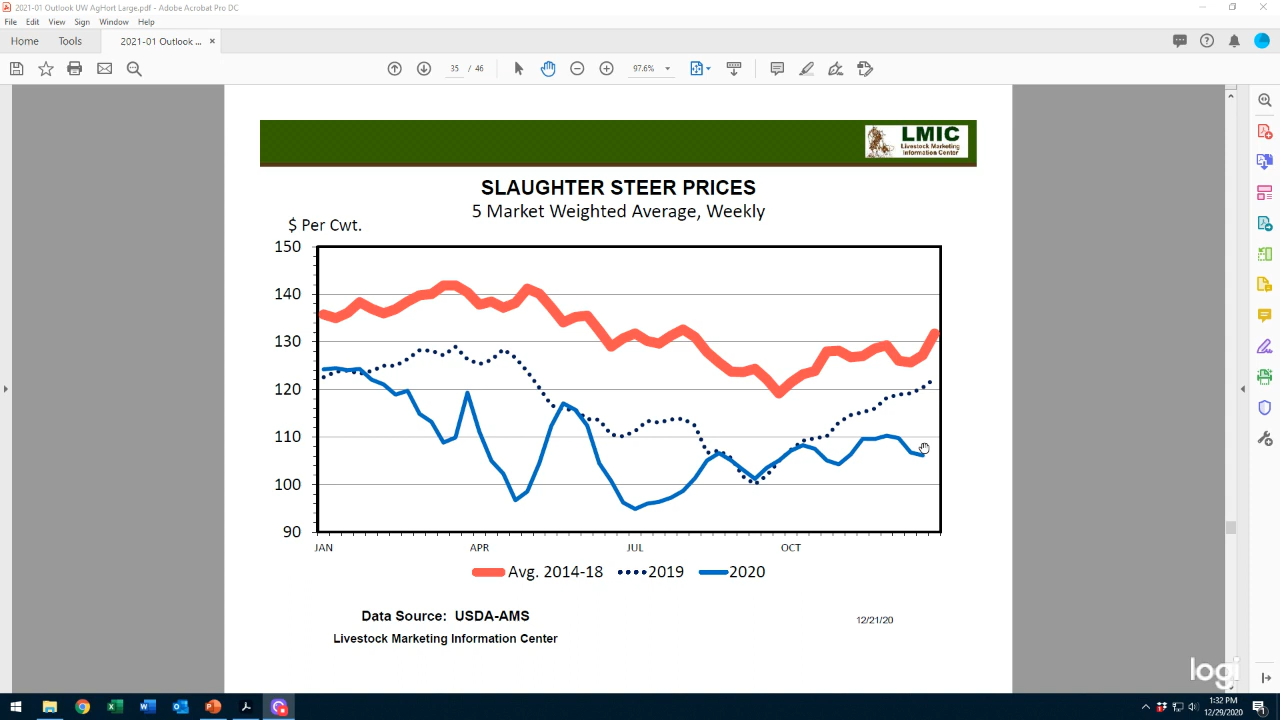 2021-01 Outlook UW AgHort Large.pdf - Adobe Acrobat Pro DC
File Edit View Sign Window Help
Home Tools 2021-01 Outlook ... ×
35 / 46 97.6%
LMIC
Livestock Marketing
Information Center
SLAUGHTER STEER PRICES
5 Market Weighted Average, Weekly
$ Per Cwt.
150
140
130
120
110
100
90
JAN APR JUL OCT
Avg. 2014-18 2019 2020
Data Source: USDA-AMS
12/21/20
Livestock Marketing Information Center
logi
1:32 PM
12/29/2020